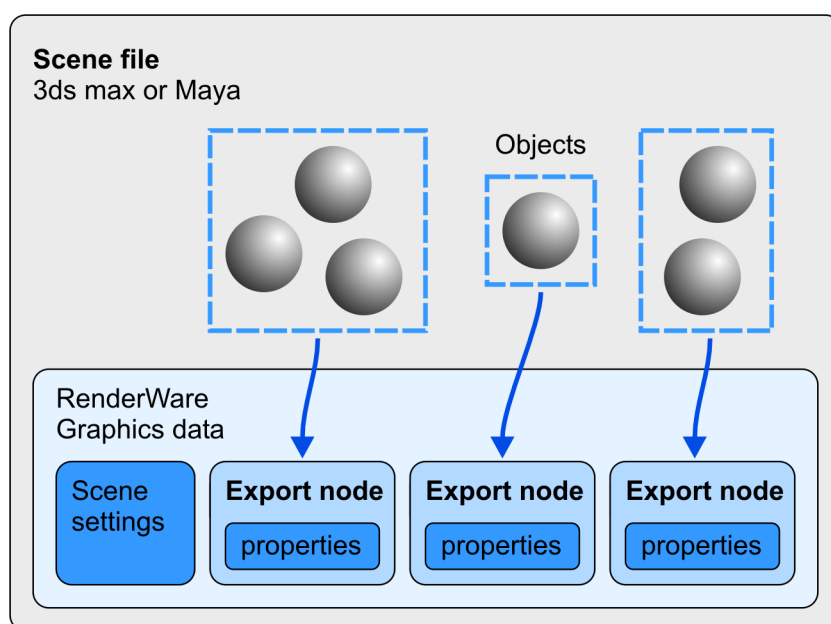 Scene file
3ds max or Maya
Objects
RenderWare
Graphics data
Scene
settings
Export node
properties
Export node
properties
Export node
properties